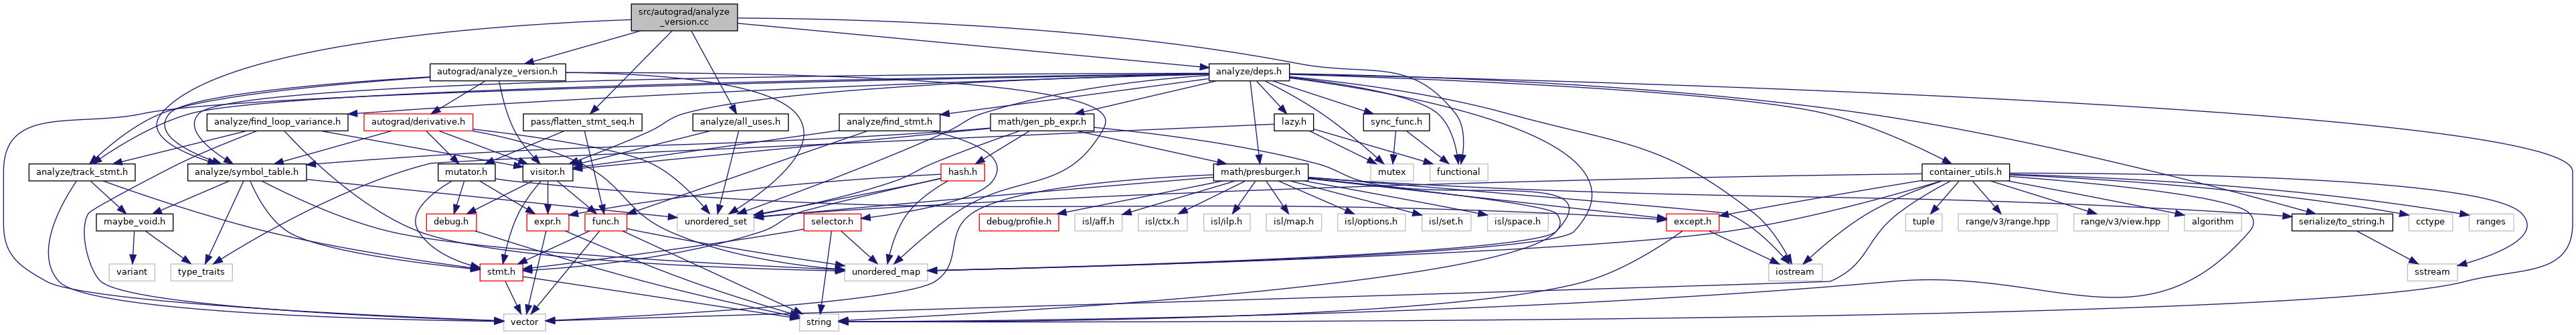 src/autograd/analyze
_version.cc
autograd/analyze_version.h
analyze/deps.h
analyze/find_loop_variance.h
autograd/derivative.h
pass/flatten_stmt_seq.h
analyze/all_uses.h
analyze/find_stmt.h
math/gen_pb_expr.h
lazy.h
sync_func.h
analyze/track_stmt.h
analyze/symbol_table.h
mutator.h
visitor.h
hash.h
math/presburger.h
mutex
functional
container_utils.h
maybe_void.h
debug.h
expr.h
func.h
unordered_set
selector.h
debug/profile.h
isl/aff.h
isl/ctx.h
isl/ilp.h
isl/map.h
isl/options.h
isl/set.h
isl/space.h
except.h
tuple
range/v3/range.hpp
range/v3/view.hpp
algorithm
serialize/to_string.h
cctype
ranges
variant
type_traits
stmt.h
unordered_map
iostream
sstream
vector
string